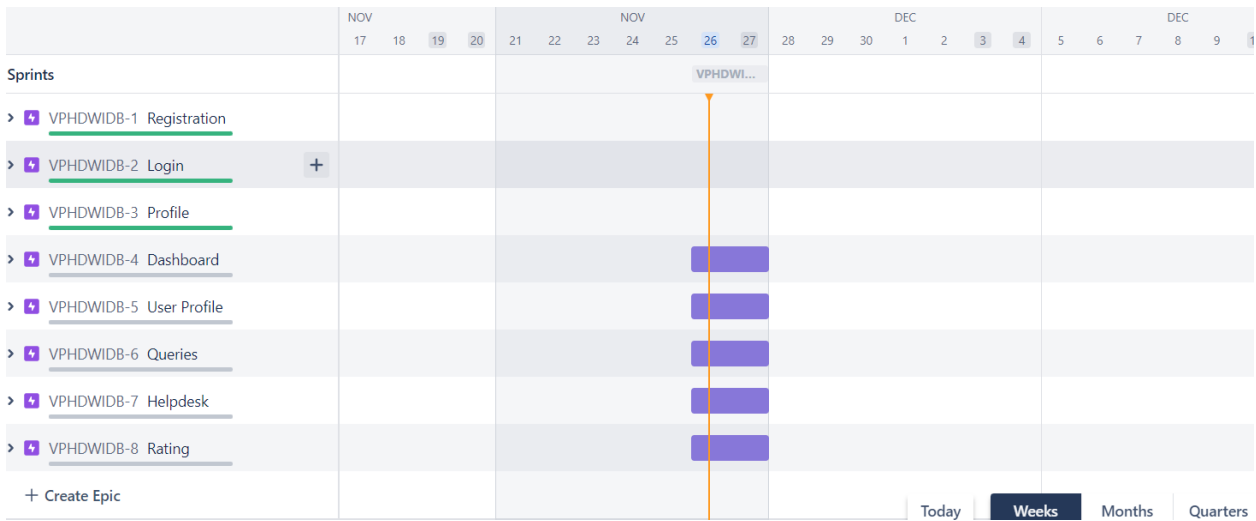 NOV NOV DEC DEC
17 18 19 20 21 22 23 24 25 26 27 28 29 30 1 2 3 4 5 6 7 8 9
Sprints VPHDWI...
VPHDWIDB-1 Registration
VPHDWIDB-2 Login +
VPHDWIDB-3 Profile
VPHDWIDB-4 Dashboard
VPHDWIDB-5 User Profile
VPHDWIDB-6 Queries
VPHDWIDB-7 Helpdesk
VPHDWIDB-8 Rating
+ Create Epic
Today Weeks Months Quarters